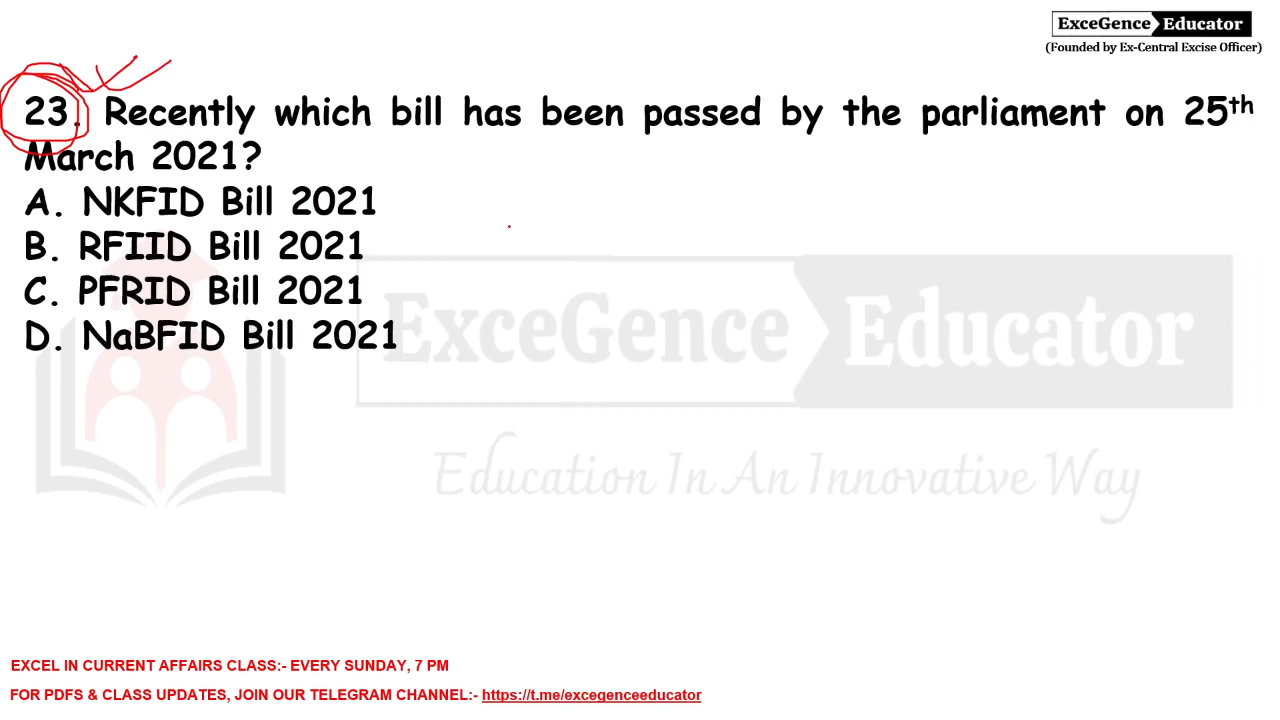 ExceGence Educator
(Founded by Ex-Central Excise Officer)
23. Recently which bill has been passed by the parliament on 25th
March 2021?
A. NKFID Bill 2021
B. RFIID Bill 2021
C. PFRID Bill 2021
D. NaBFID Bill 2021
ExceGence Educator
Education In An Innovative Way
EXCEL IN CURRENT AFFAIRS CLASS:- EVERY SUNDAY, 7 PM
FOR PDFS & CLASS UPDATES, JOIN OUR TELEGRAM CHANNEL:- https://t.me/excegenceeducator